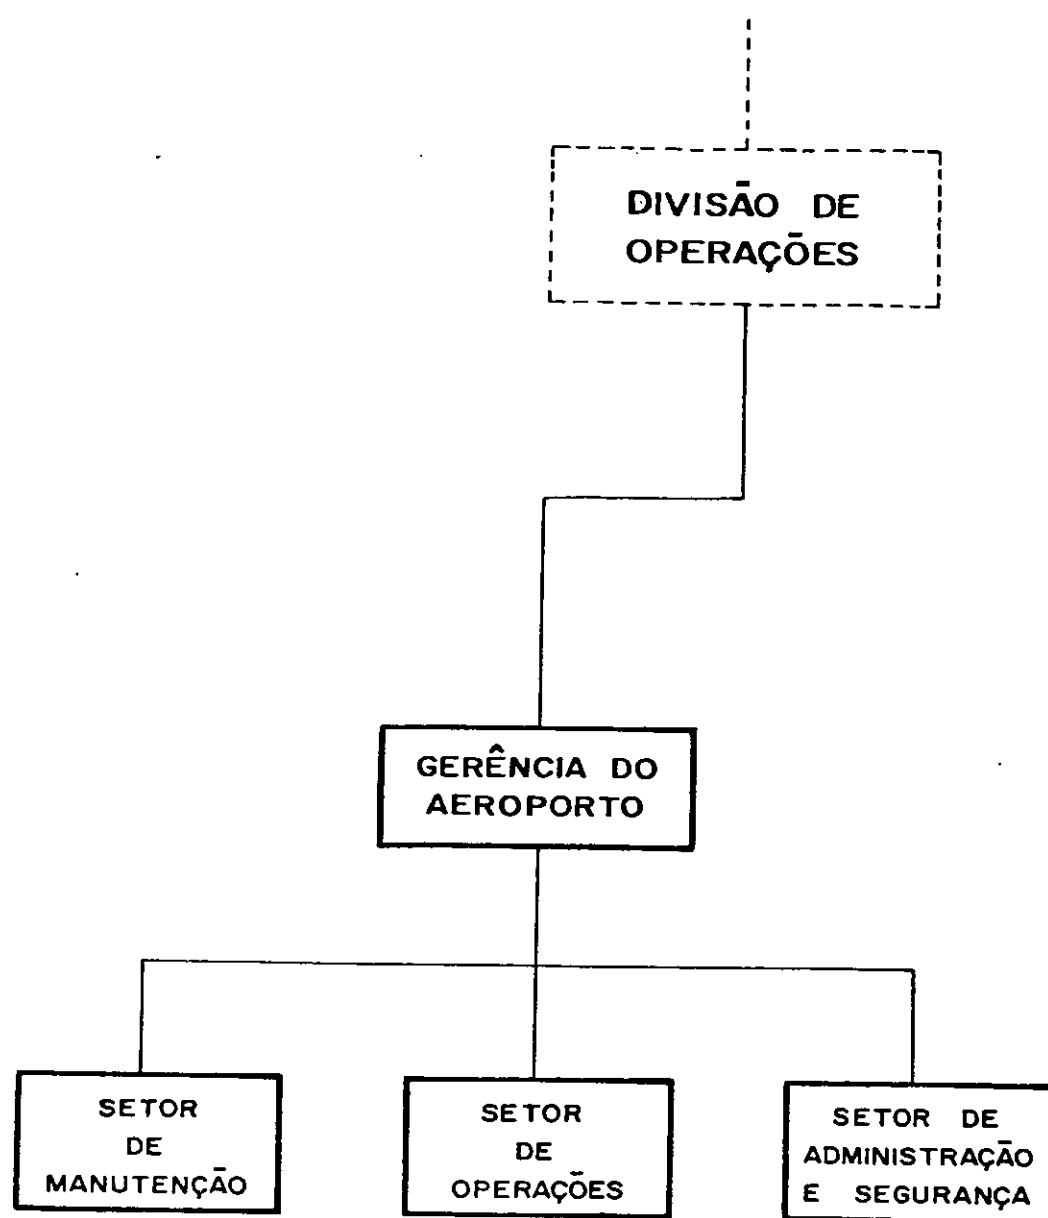 DIVISÃO DE
OPERAÇÕES
GERÊNCIA DO
AEROPORTO
SETOR
DE
MANUTENÇÃO
SETOR
DE
OPERAÇÕES
SETOR DE
ADMINISTRAÇÃO
E SEGURANÇA